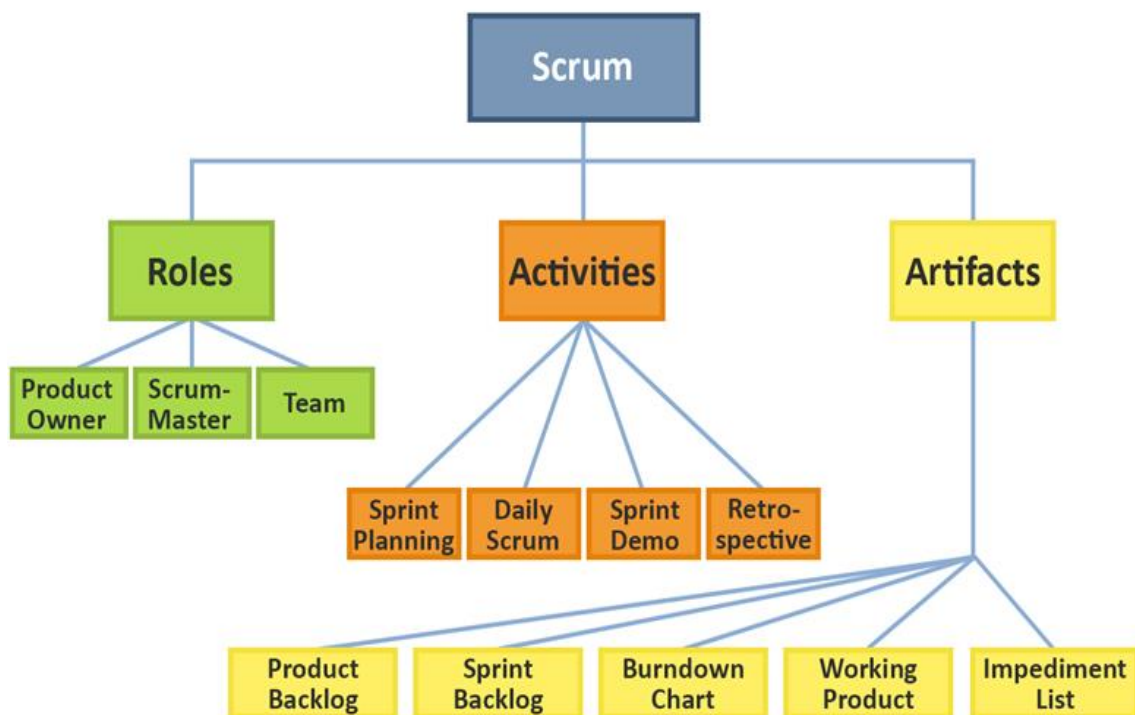 Scrum
Roles
Activities
Artifacts
Product
Owner
Scrum-
Master
Team
Sprint
Planning
Daily
Scrum
Sprint
Demo
Retro-
spective
Product
Backlog
Sprint
Backlog
Burndown
Chart
Working
Product
Impediment
List